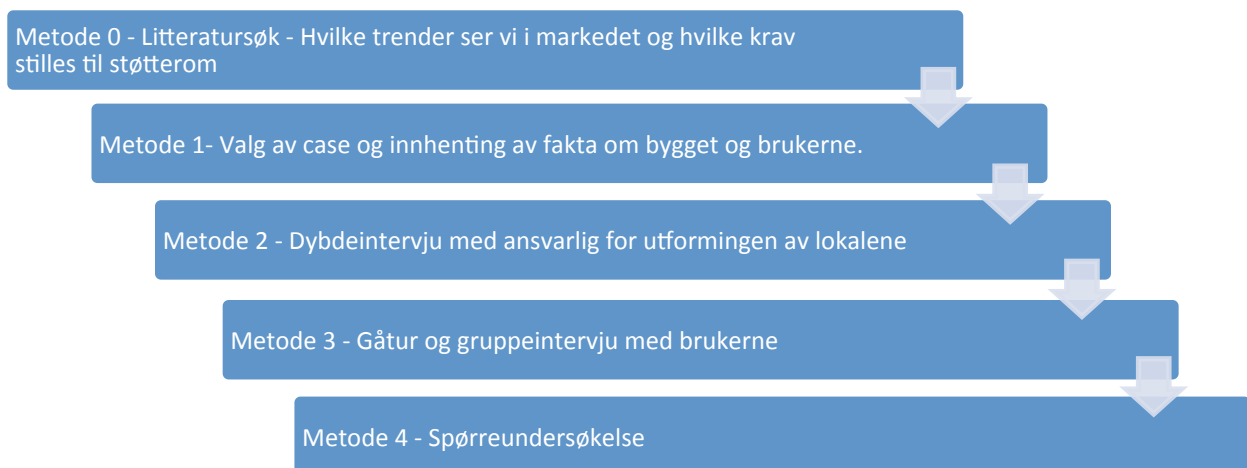 Metode 0 - Litteratursøk - Hvilke trender ser vi i markedet og hvilke krav
stilles til støtterom
Metode 1- Valg av case og innhenting av fakta om bygget og brukerne.
Metode 2 - Dybdeintervju med ansvarlig for utformingen av lokalene
Metode 3 - Gåtur og gruppeintervju med brukerne
Metode 4 - Spørreundersøkelse